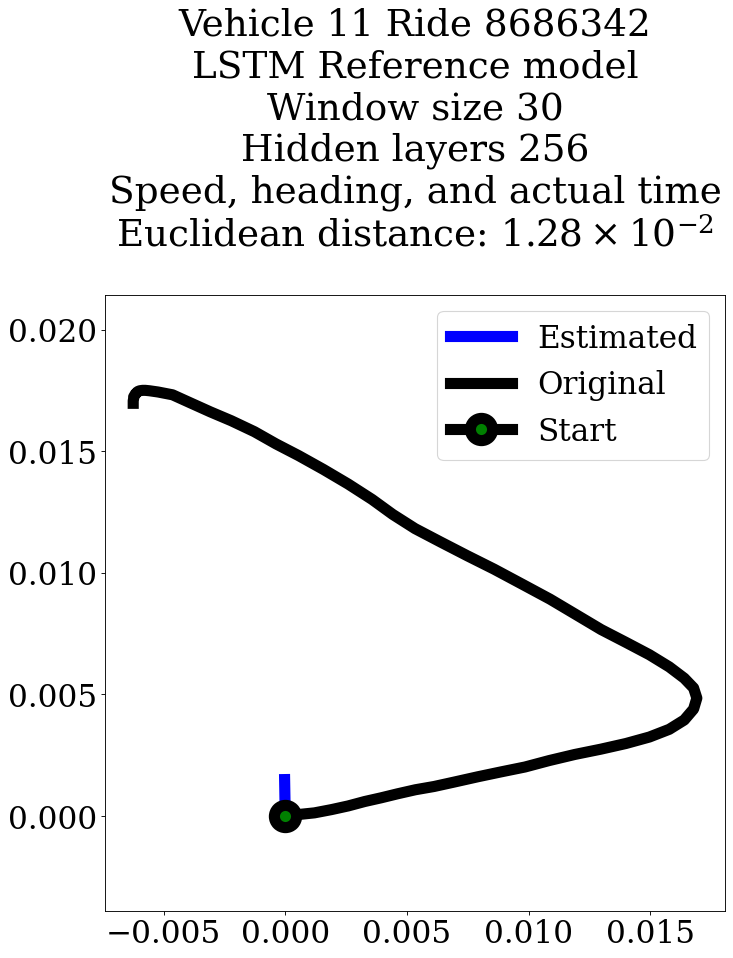 Vehicle 11 Ride 8686342
LSTM Reference model
Window size 30
Hidden layers 256
Speed, heading, and actual time
Euclidean distance: 1.28 × 10⁻²
Estimated
Original
Start
0.020
0.015
0.010
0.005
0.000
−0.005 0.000 0.005 0.010 0.015